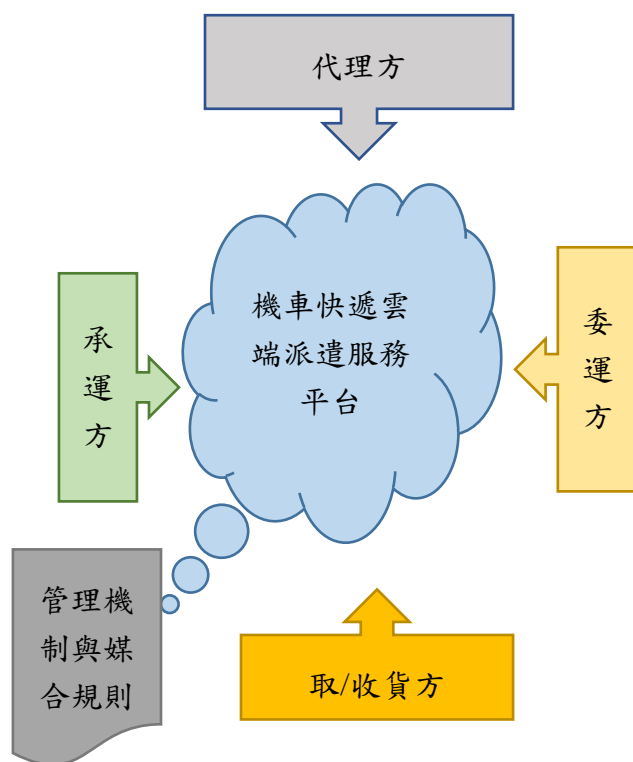 代理方
機車快遞雲
端派遣服務
平台
承
運
方
委
運
方
管理機
制與媒
合規則
取/收貨方